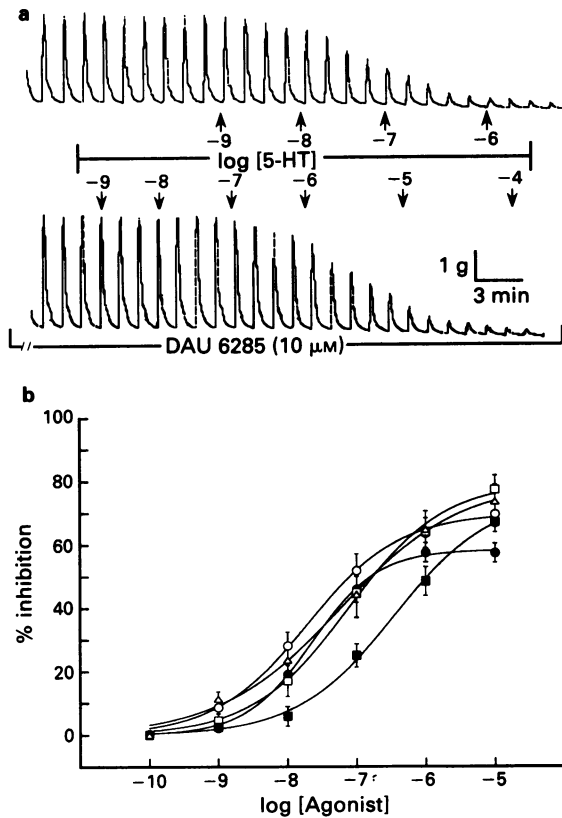 a
−9 −8 −7 −6
log [5-HT]
−9 −8 −7 −6 −5 −4
1 g
3 min
DAU 6285 (10 μM)
b
100
80
60
40
20
0
% inhibition
−10 −9 −8 −7 −6 −5
log [Agonist]